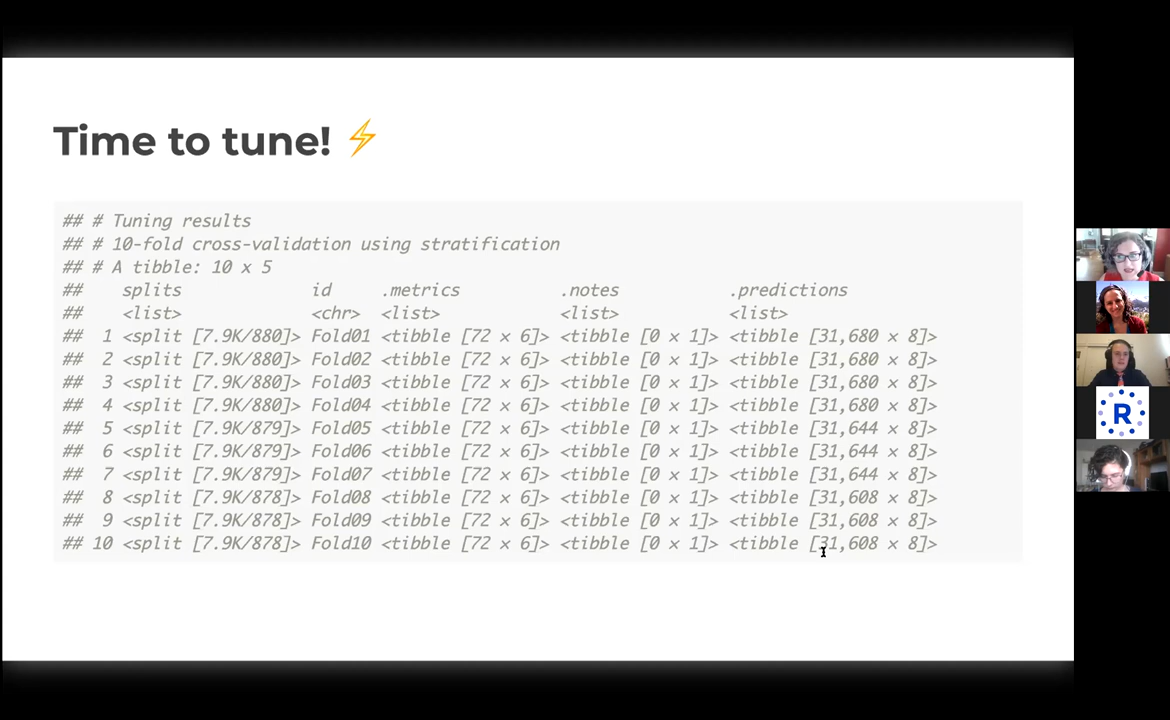 Time to tune! ⚡
## # Tuning results
## # 10-fold cross-validation using stratification
## # A tibble: 10 x 5
##    splits             id     .metrics          .notes           .predictions
##    <list>             <chr>  <list>            <list>           <list>
##  1 <split [7.9K/880]> Fold01 <tibble [72 × 6]> <tibble [0 × 1]> <tibble [31,680 × 8]>
##  2 <split [7.9K/880]> Fold02 <tibble [72 × 6]> <tibble [0 × 1]> <tibble [31,680 × 8]>
##  3 <split [7.9K/880]> Fold03 <tibble [72 × 6]> <tibble [0 × 1]> <tibble [31,680 × 8]>
##  4 <split [7.9K/880]> Fold04 <tibble [72 × 6]> <tibble [0 × 1]> <tibble [31,680 × 8]>
##  5 <split [7.9K/879]> Fold05 <tibble [72 × 6]> <tibble [0 × 1]> <tibble [31,644 × 8]>
##  6 <split [7.9K/879]> Fold06 <tibble [72 × 6]> <tibble [0 × 1]> <tibble [31,644 × 8]>
##  7 <split [7.9K/879]> Fold07 <tibble [72 × 6]> <tibble [0 × 1]> <tibble [31,644 × 8]>
##  8 <split [7.9K/878]> Fold08 <tibble [72 × 6]> <tibble [0 × 1]> <tibble [31,608 × 8]>
##  9 <split [7.9K/878]> Fold09 <tibble [72 × 6]> <tibble [0 × 1]> <tibble [31,608 × 8]>
## 10 <split [7.9K/878]> Fold10 <tibble [72 × 6]> <tibble [0 × 1]> <tibble [31,608 × 8]>
R